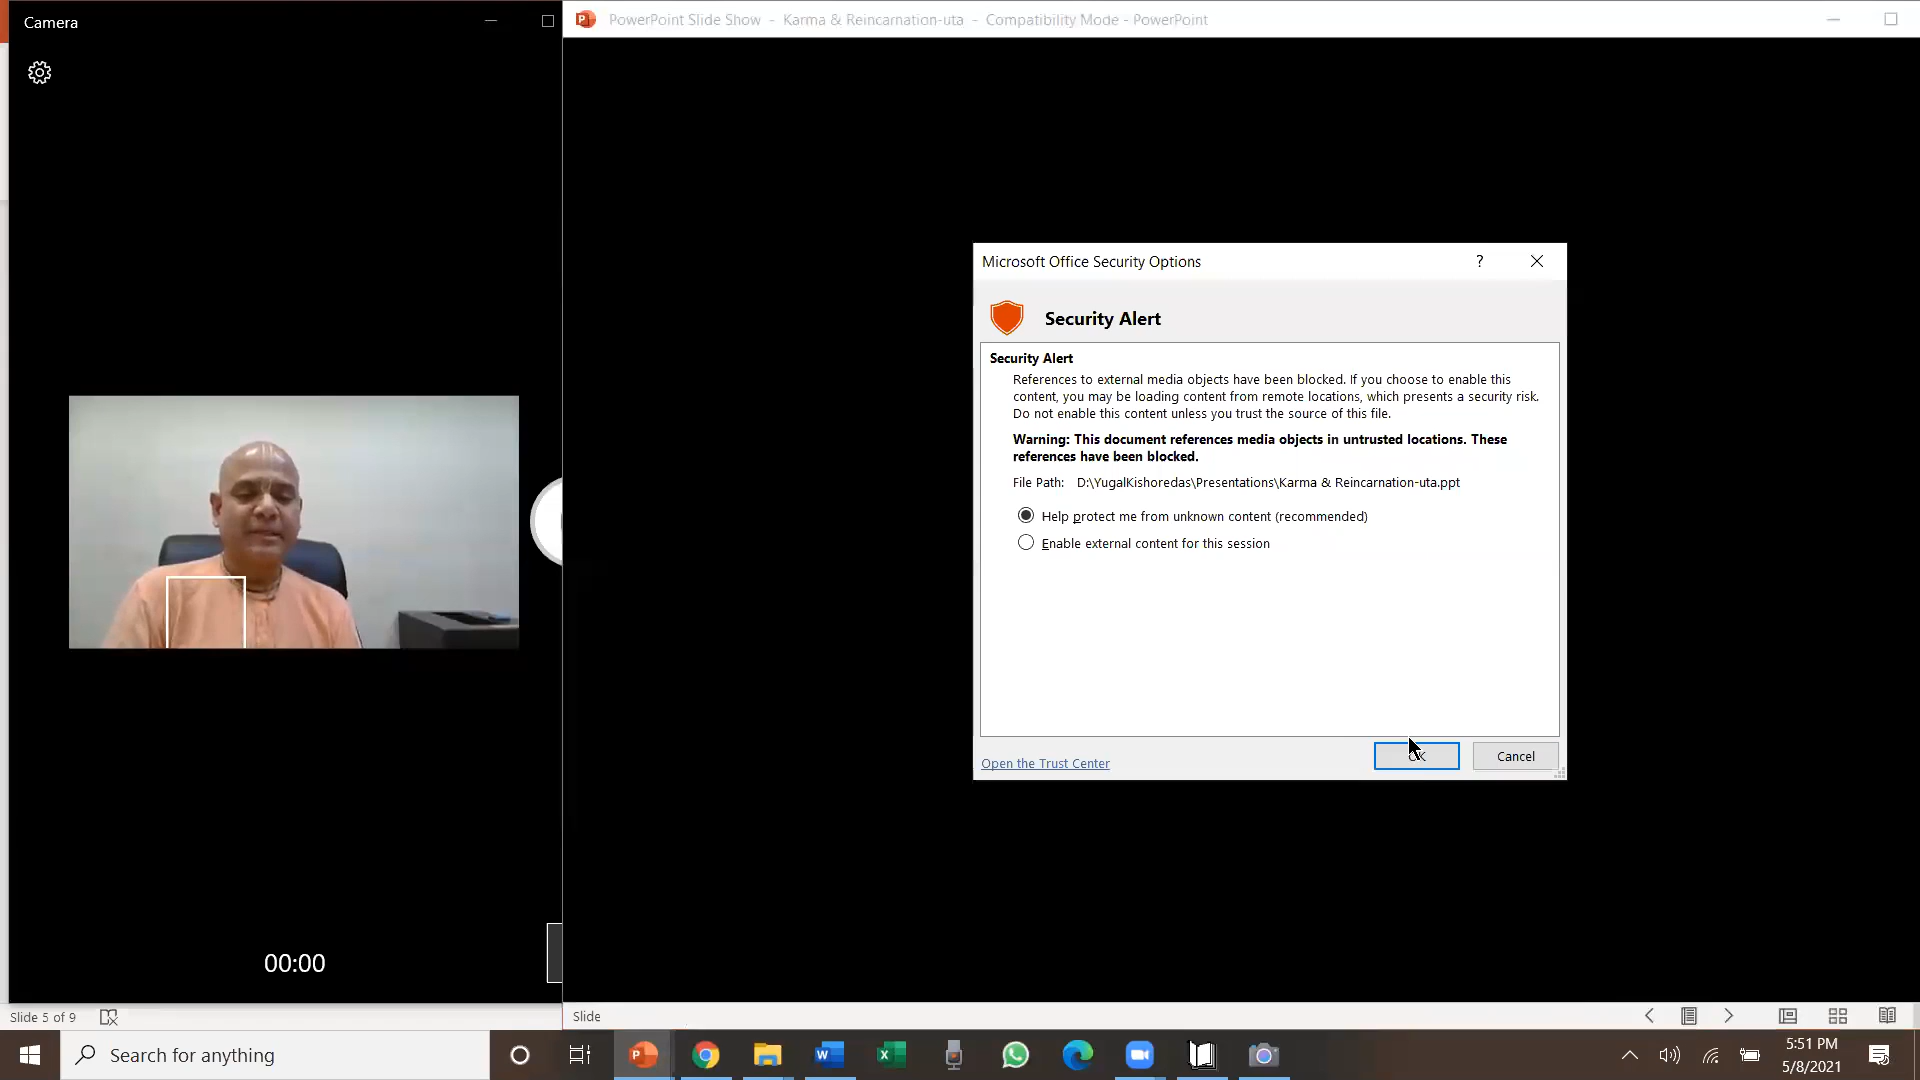 Camera
PowerPoint Slide Show - Karma & Reincarnation-uta - Compatibility Mode - PowerPoint
Microsoft Office Security Options
?
Security Alert
Security Alert
References to external media objects have been blocked. If you choose to enable this
content, you may be loading content from remote locations, which presents a security risk.
Do not enable this content unless you trust the source of this file.
Warning: This document references media objects in untrusted locations. These
references have been blocked.
File Path: D:\YugalKishoredas\Presentations\Karma & Reincarnation-uta.ppt
Help protect me from unknown content (recommended)
Enable external content for this session
Open the Trust Center
Cancel
00:00
Slide 5 of 9
Slide
Search for anything
5:51 PM
5/8/2021